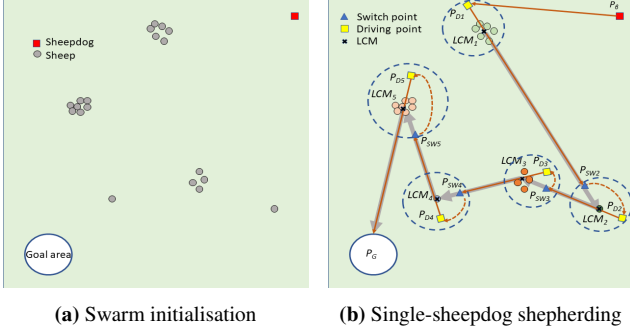 Sheepdog
Sheep
Goal area
(a) Swarm initialisation
P_D1
P_β
LCM_1
Switch point
Driving point
LCM
P_D5
LCM_5
P_SW5
LCM_3
P_D3
P_SW2
P_SW4
P_SW3
LCM_4
P_D4
P_D2
LCM_2
P_G
(b) Single-sheepdog shepherding